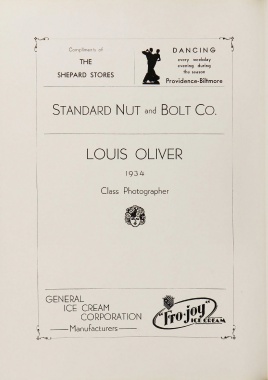 Compliments of
THE
SHEPARD STORES
DANCING
every weekday
evening during
the season
Providence-Biltmore
STANDARD NUT and BOLT CO.
LOUIS OLIVER
1934
Class Photographer
GENERAL
ICE CREAM
CORPORATION
Manufacturers
"Fro-joy"
ICE CREAM